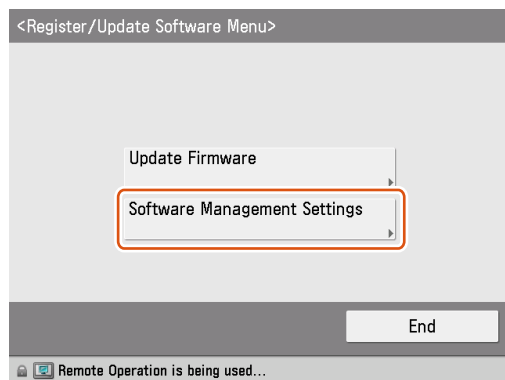 <Register/Update Software Menu>
Update Firmware
Software Management Settings
End
Remote Operation is being used...